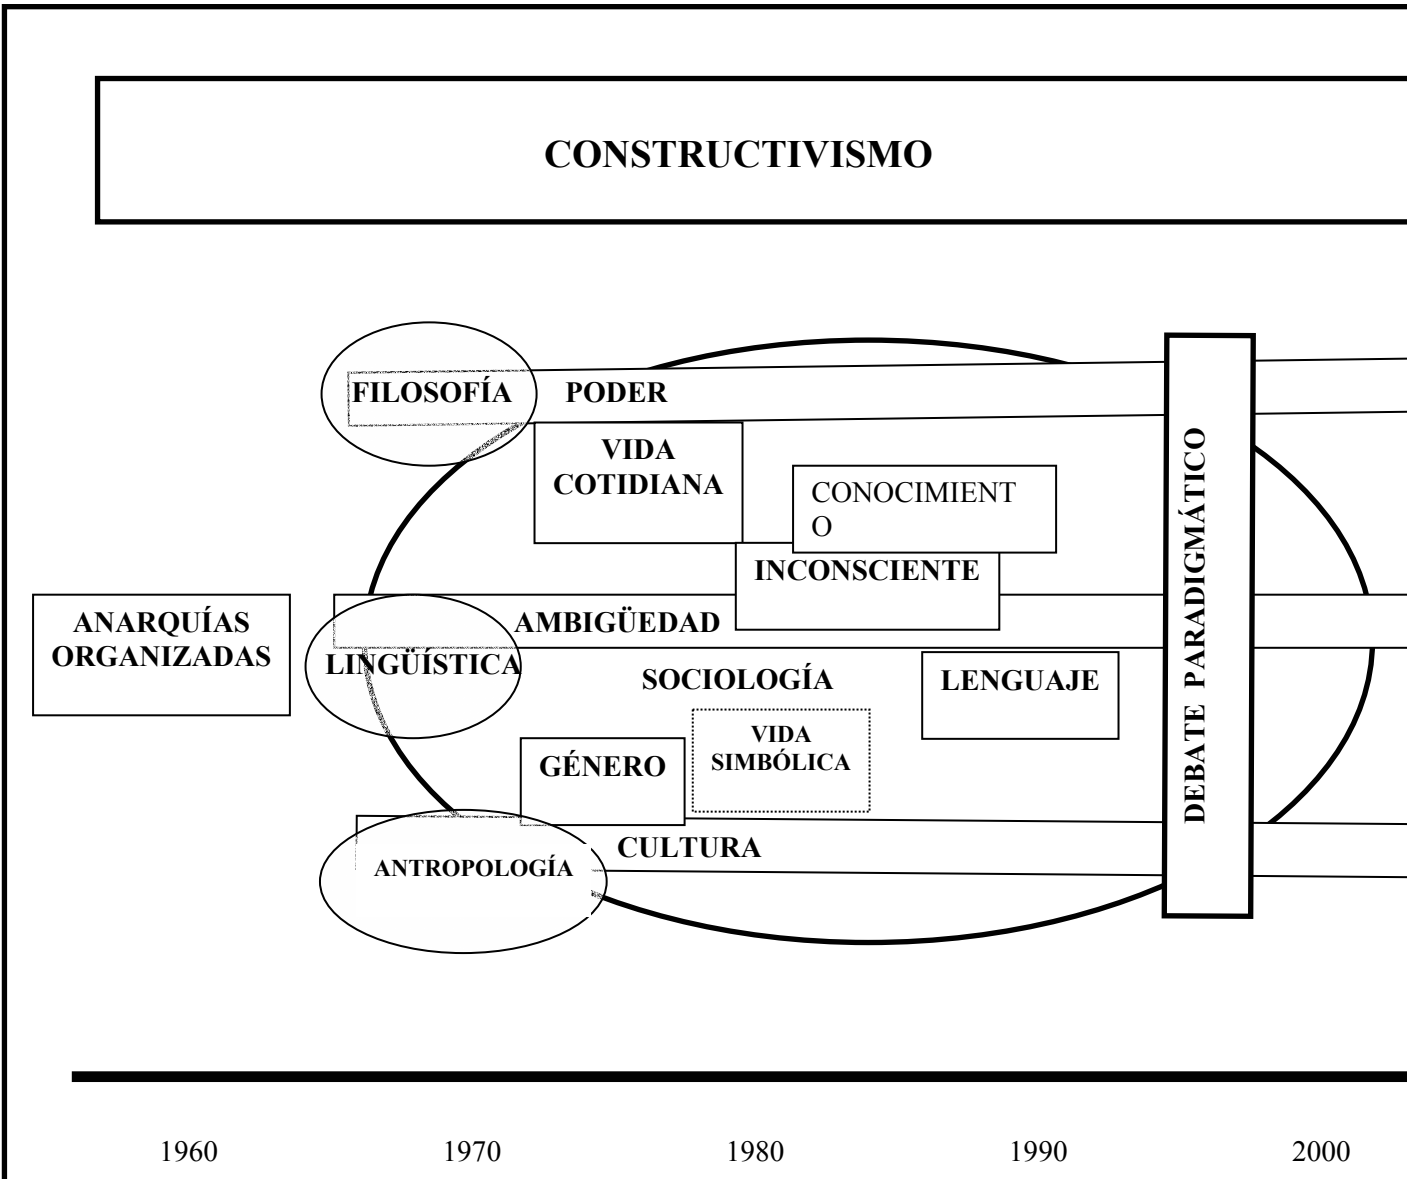 CONSTRUCTIVISMO
FILOSOFÍA
PODER
VIDA
COTIDIANA
CONOCIMIENT
O
INCONSCIENTE
ANARQUÍAS
ORGANIZADAS
AMBIGÜEDAD
LINGÜÍSTICA
SOCIOLOGÍA
LENGUAJE
VIDA
SIMBÓLICA
GÉNERO
CULTURA
ANTROPOLOGÍA
DEBATE PARADIGMÁTICO
1960
1970
1980
1990
2000